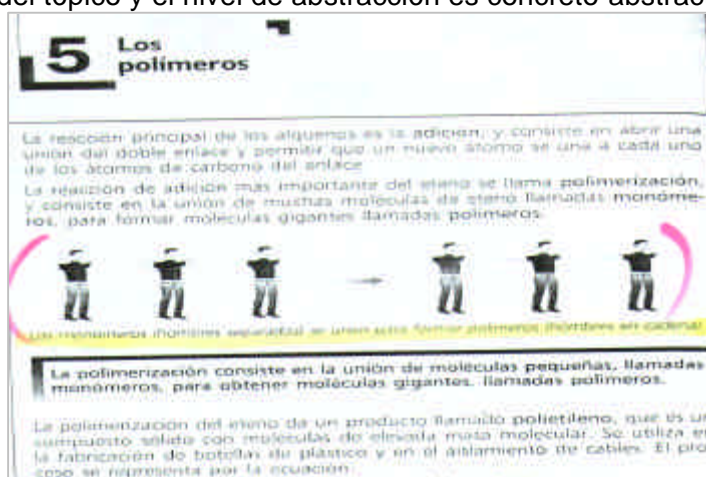 del tópico y el nivel de abstracción es concreto-abstrac
5 Los
polímeros
La reacción principal de los alquenos es la adición, y consiste en abrir una
unión del doble enlace y permitir que un nuevo átomo se una a cada uno
de los átomos de carbono del enlace
La reacción de adición más importante del eteno se llama polimerización,
y consiste en la unión de muchas moléculas de eteno llamadas monóme-
ros, para formar moléculas gigantes llamadas polímeros.
Los monómeros (hombres separados) se unen para formar polímeros (hombres en cadena)
La polimerización consiste en la unión de moléculas pequeñas, llamadas
monómeros, para obtener moléculas gigantes, llamadas polímeros.
La polimerización del eteno da un producto llamado polietileno, que es un
compuesto sólido con moléculas de elevada masa molecular. Se utiliza en
la fabricación de botellas de plástico y en el aislamiento de cables. El pro
ceso se representa por la ecuación: